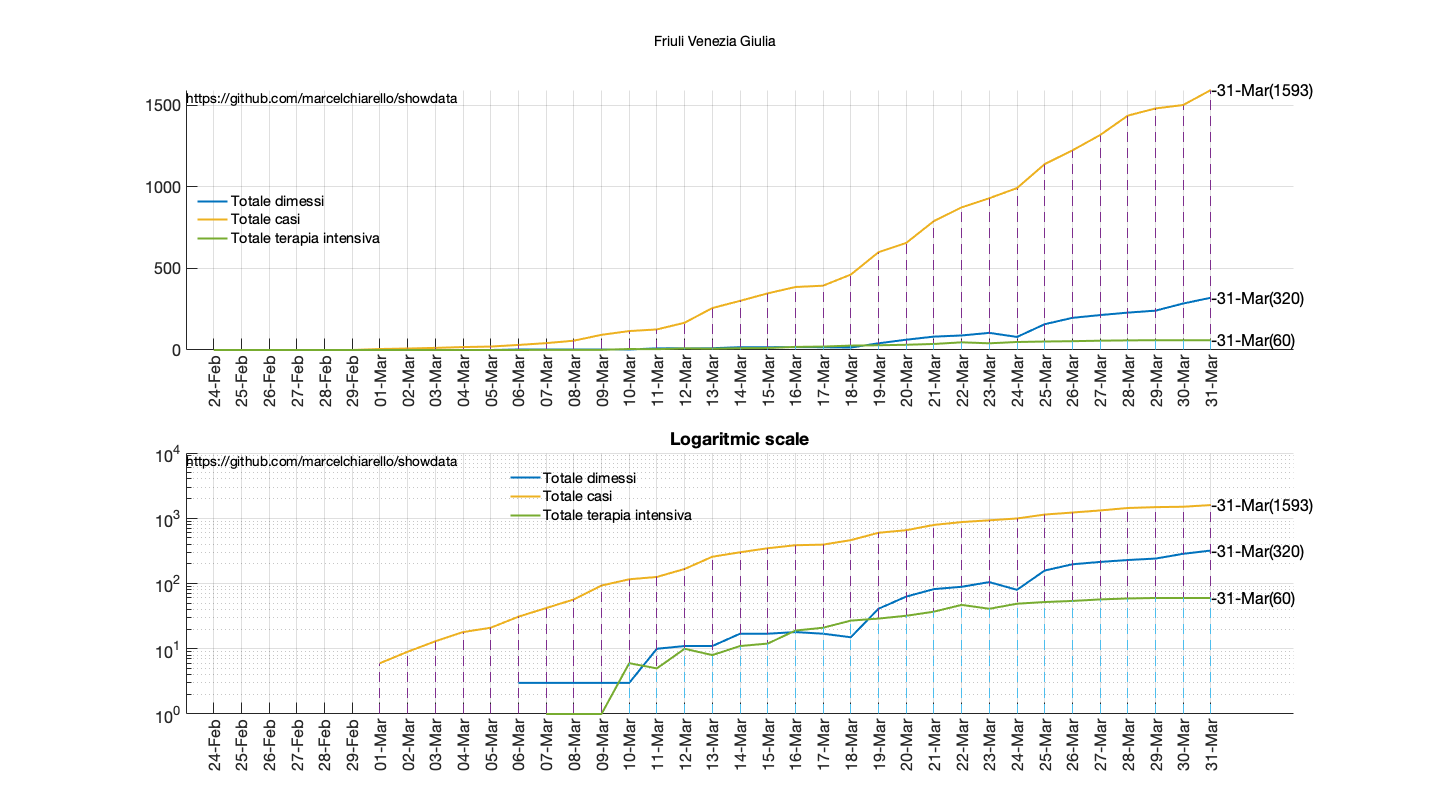 Friuli Venezia Giulia
https://github.com/marcelchiarello/showdata
1500
1000
500
0
Totale dimessi
Totale casi
Totale terapia intensiva
-31-Mar(1593)
-31-Mar(320)
-31-Mar(60)
24-Feb
25-Feb
26-Feb
27-Feb
28-Feb
29-Feb
01-Mar
02-Mar
03-Mar
04-Mar
05-Mar
06-Mar
07-Mar
08-Mar
09-Mar
10-Mar
11-Mar
12-Mar
13-Mar
14-Mar
15-Mar
16-Mar
17-Mar
18-Mar
19-Mar
20-Mar
21-Mar
22-Mar
23-Mar
24-Mar
25-Mar
26-Mar
27-Mar
28-Mar
29-Mar
30-Mar
31-Mar
Logaritmic scale
https://github.com/marcelchiarello/showdata
10^4
10^3
10^2
10^1
10^0
Totale dimessi
Totale casi
Totale terapia intensiva
-31-Mar(1593)
-31-Mar(320)
-31-Mar(60)
24-Feb
25-Feb
26-Feb
27-Feb
28-Feb
29-Feb
01-Mar
02-Mar
03-Mar
04-Mar
05-Mar
06-Mar
07-Mar
08-Mar
09-Mar
10-Mar
11-Mar
12-Mar
13-Mar
14-Mar
15-Mar
16-Mar
17-Mar
18-Mar
19-Mar
20-Mar
21-Mar
22-Mar
23-Mar
24-Mar
25-Mar
26-Mar
27-Mar
28-Mar
29-Mar
30-Mar
31-Mar